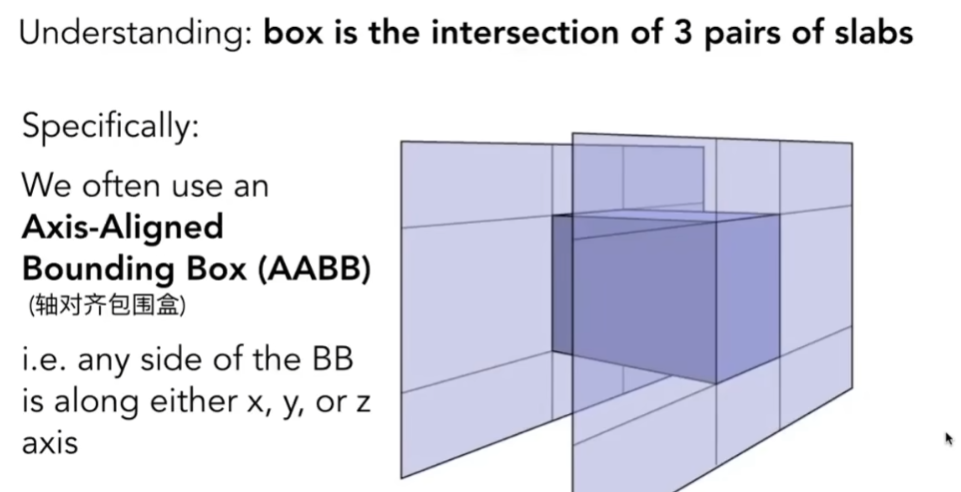 Understanding: box is the intersection of 3 pairs of slabs
Specifically:
We often use an
Axis-Aligned
Bounding Box (AABB)
(轴对齐包围盒)
i.e. any side of the BB
is along either x, y, or z
axis